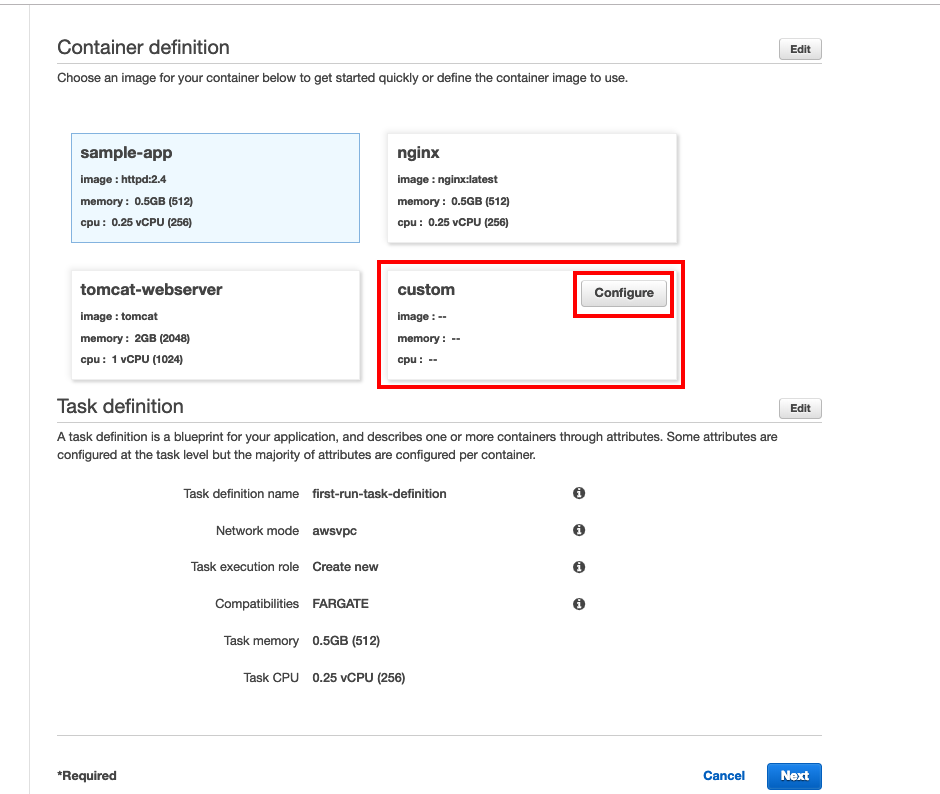 Container definition
Edit
Choose an image for your container below to get started quickly or define the container image to use.
sample-app
image : httpd:2.4
memory : 0.5GB (512)
cpu : 0.25 vCPU (256)
nginx
image : nginx:latest
memory : 0.5GB (512)
cpu : 0.25 vCPU (256)
tomcat-webserver
image : tomcat
memory : 2GB (2048)
cpu : 1 vCPU (1024)
custom
Configure
image : --
memory : --
cpu : --
Task definition
Edit
A task definition is a blueprint for your application, and describes one or more containers through attributes. Some attributes are
configured at the task level but the majority of attributes are configured per container.
Task definition name first-run-task-definition
Network mode awsvpc
Task execution role Create new
Compatibilities FARGATE
Task memory 0.5GB (512)
Task CPU 0.25 vCPU (256)
*Required
Cancel
Next